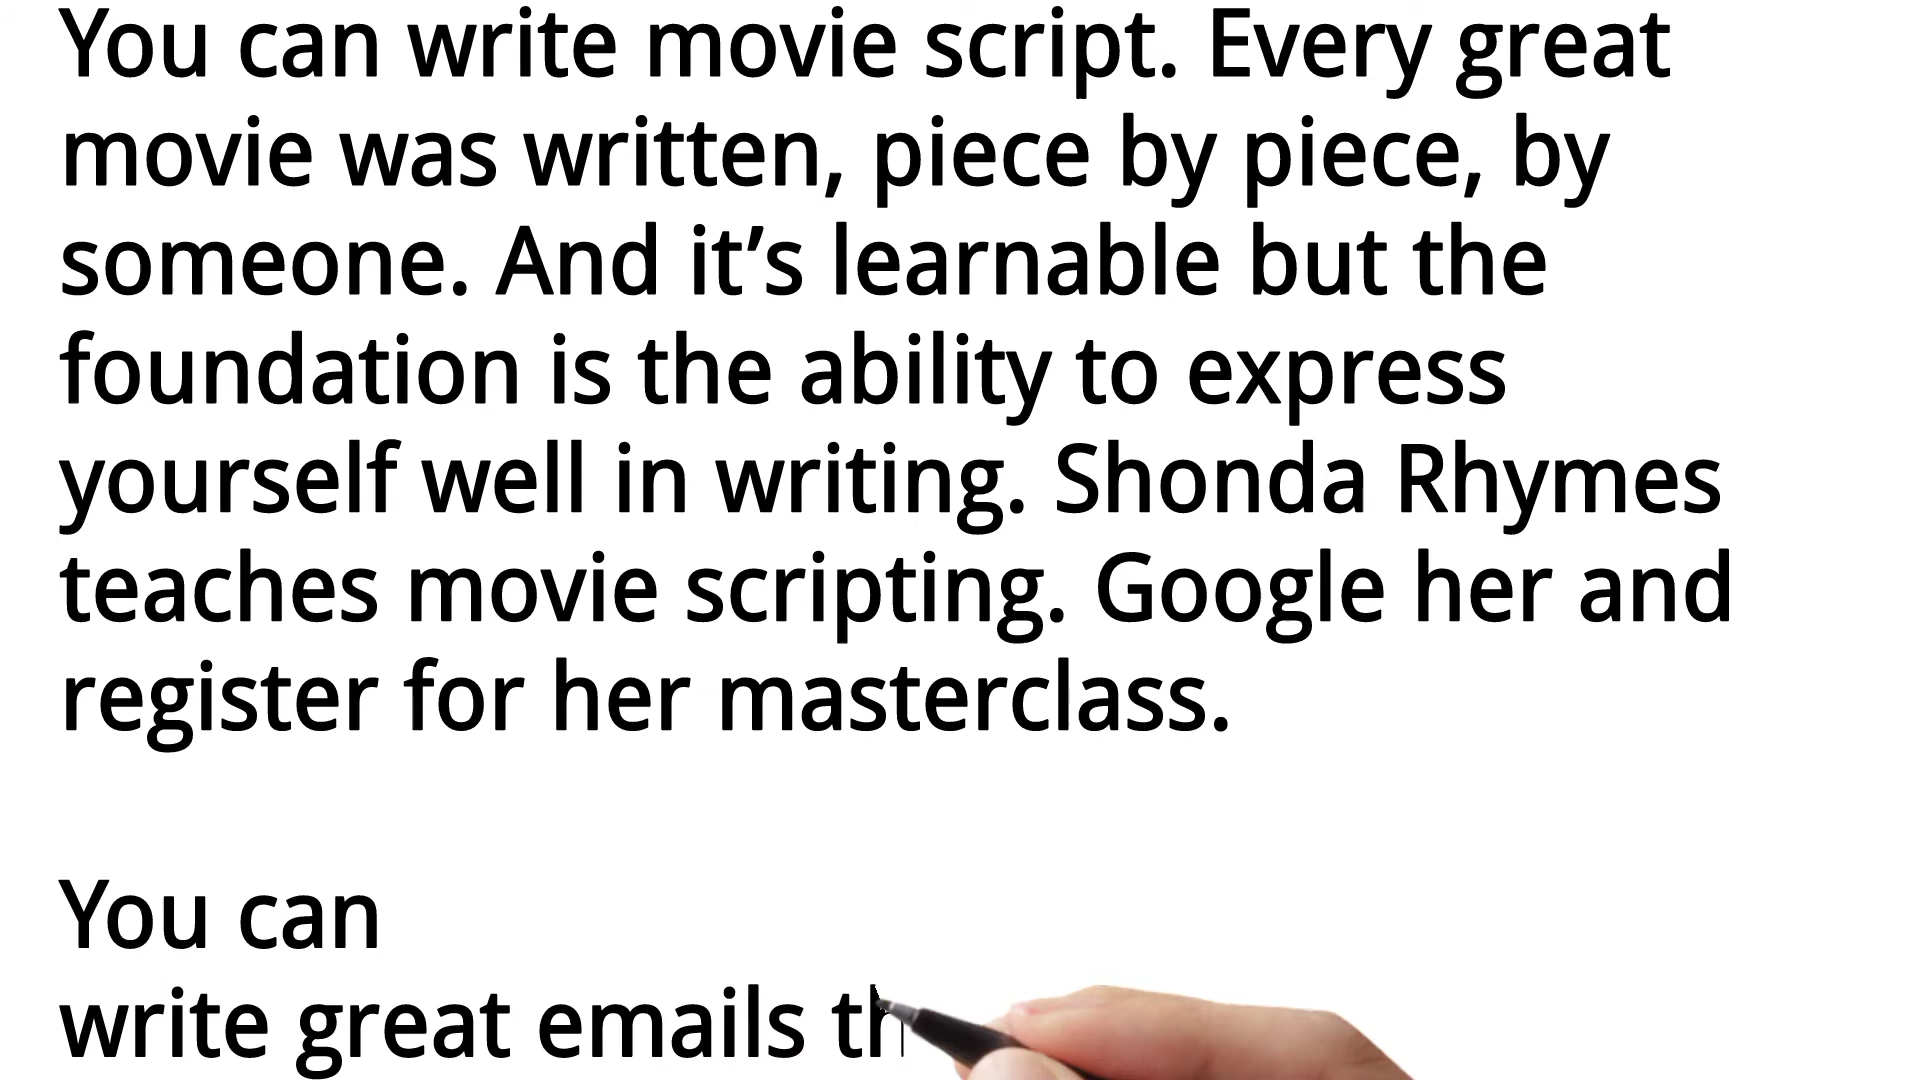 You can write movie script. Every great
movie was written, piece by piece, by
someone. And it’s learnable but the
foundation is the ability to express
yourself well in writing. Shonda Rhymes
teaches movie scripting. Google her and
register for her masterclass.
You can
write great emails th